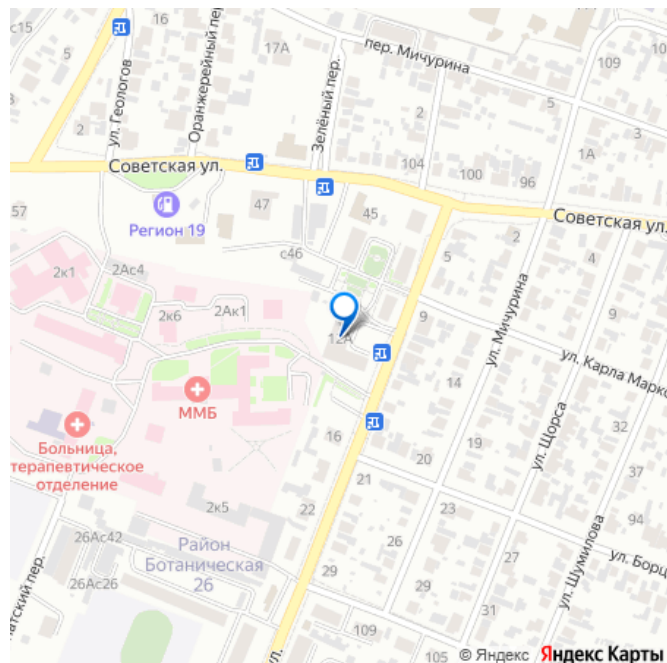 с15
16
17А
109
пер. Мичурина
5
ул. Геологов
Оранжерейный пер.
Зелёный пер.
2
2
3
Советская ул.
104
100
96
1А
57
Регион 19
47
45
Советская ул.
с46
5
2
4
2к1
2Ас4
2к6
2Ак1
12А
9
ул. Мичурина
ул. Карла Маркс
14
ММБ
Больница,
терапевтическое
отделение
16
20
19
ул. Щорса
32
37
2к5
22
21
23
94
26Ас42
Район
Ботаническая
26
26
27
31
ул. Шумилова
ул. Борц
26Ас26
29
29
атский пер.
ул.
109
105
© Яндекс Яндекс Карты